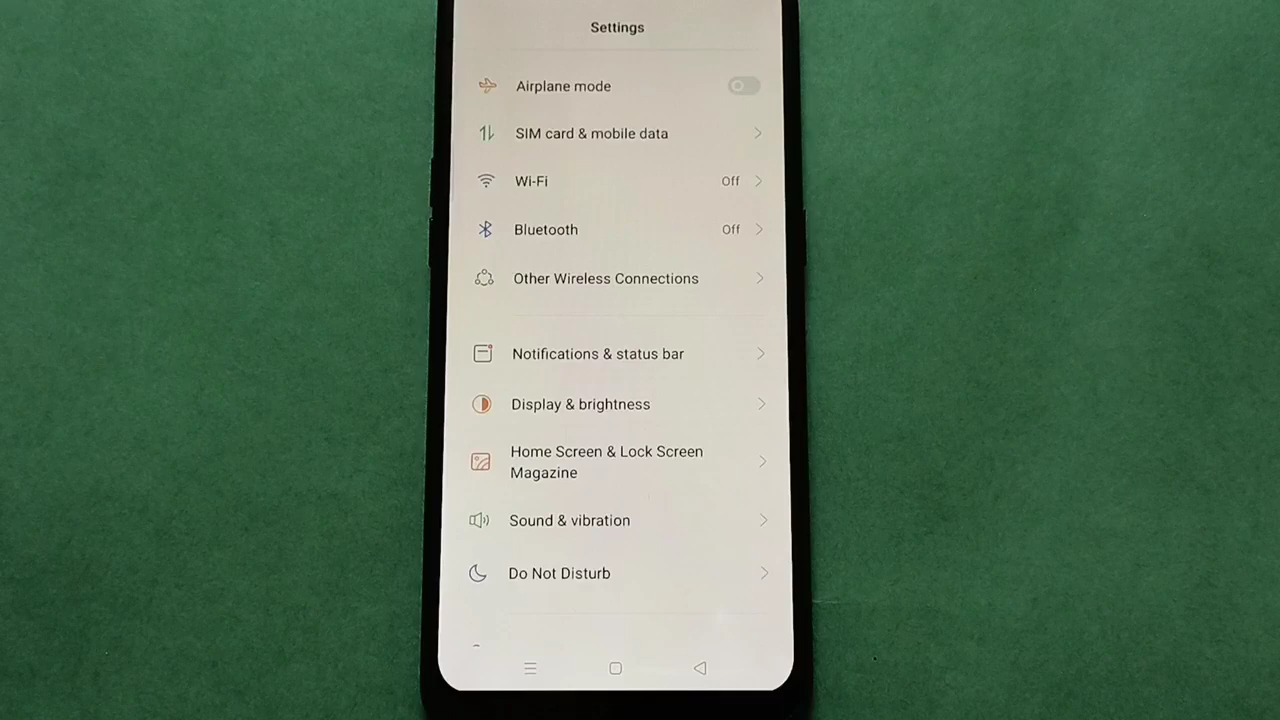 Settings
Airplane mode
SIM card & mobile data
Wi-Fi Off
Bluetooth Off
Other Wireless Connections
Notifications & status bar
Display & brightness
Home Screen & Lock Screen
Magazine
Sound & vibration
Do Not Disturb